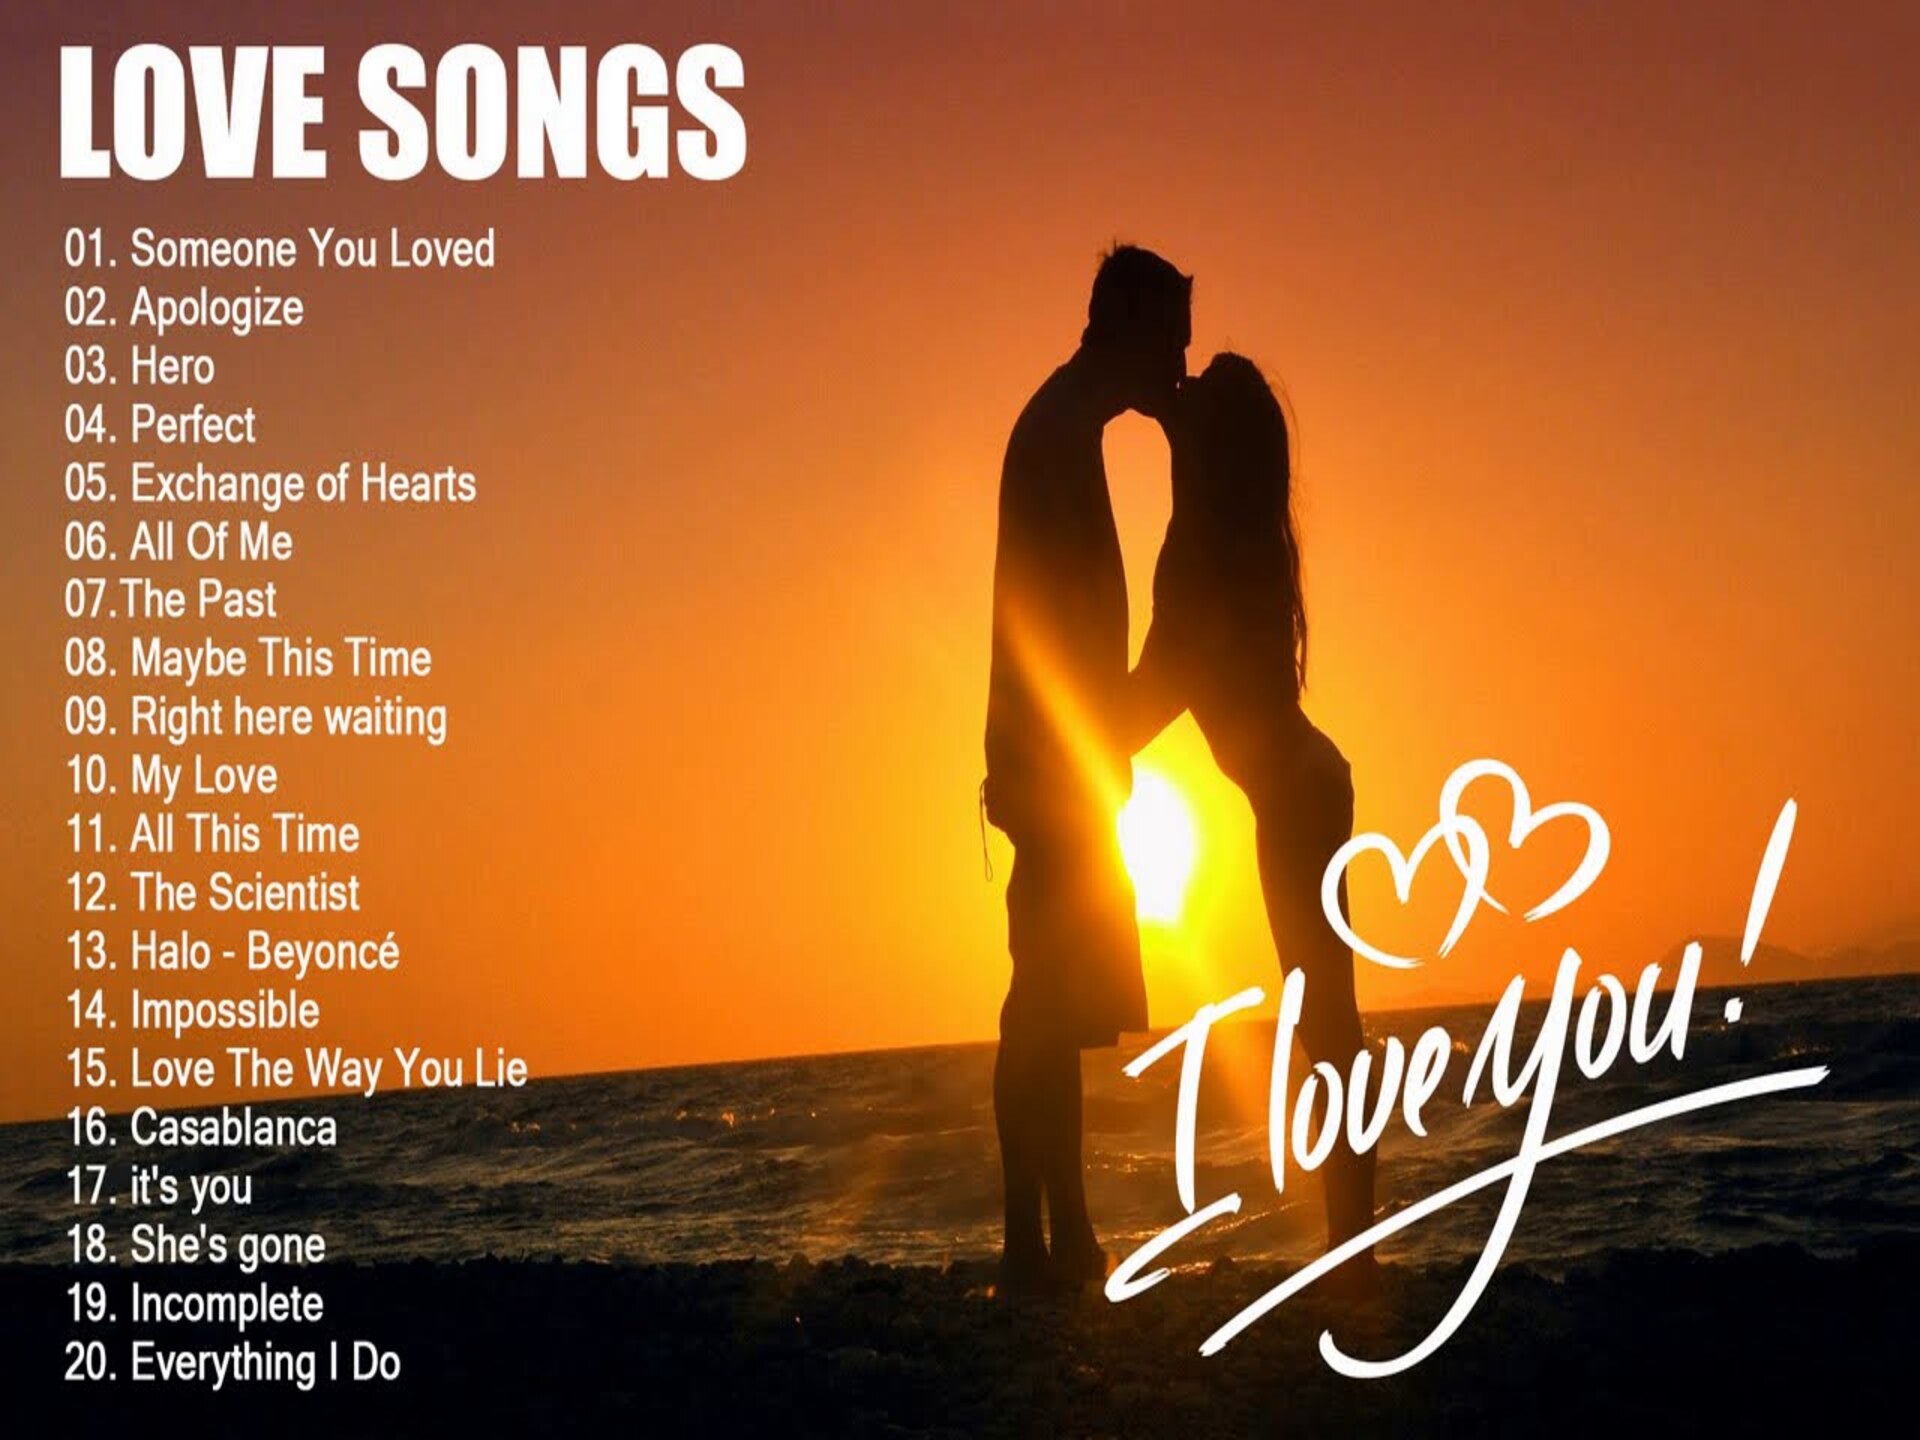 LOVE SONGS
01. Someone You Loved
02. Apologize
03. Hero
04. Perfect
05. Exchange of Hearts
06. All Of Me
07.The Past
08. Maybe This Time
09. Right here waiting
10. My Love
11. All This Time
12. The Scientist
13. Halo - Beyoncé
14. Impossible
15. Love The Way You Lie
16. Casablanca
17. it's you
18. She's gone
19. Incomplete
20. Everything I Do
I love you!